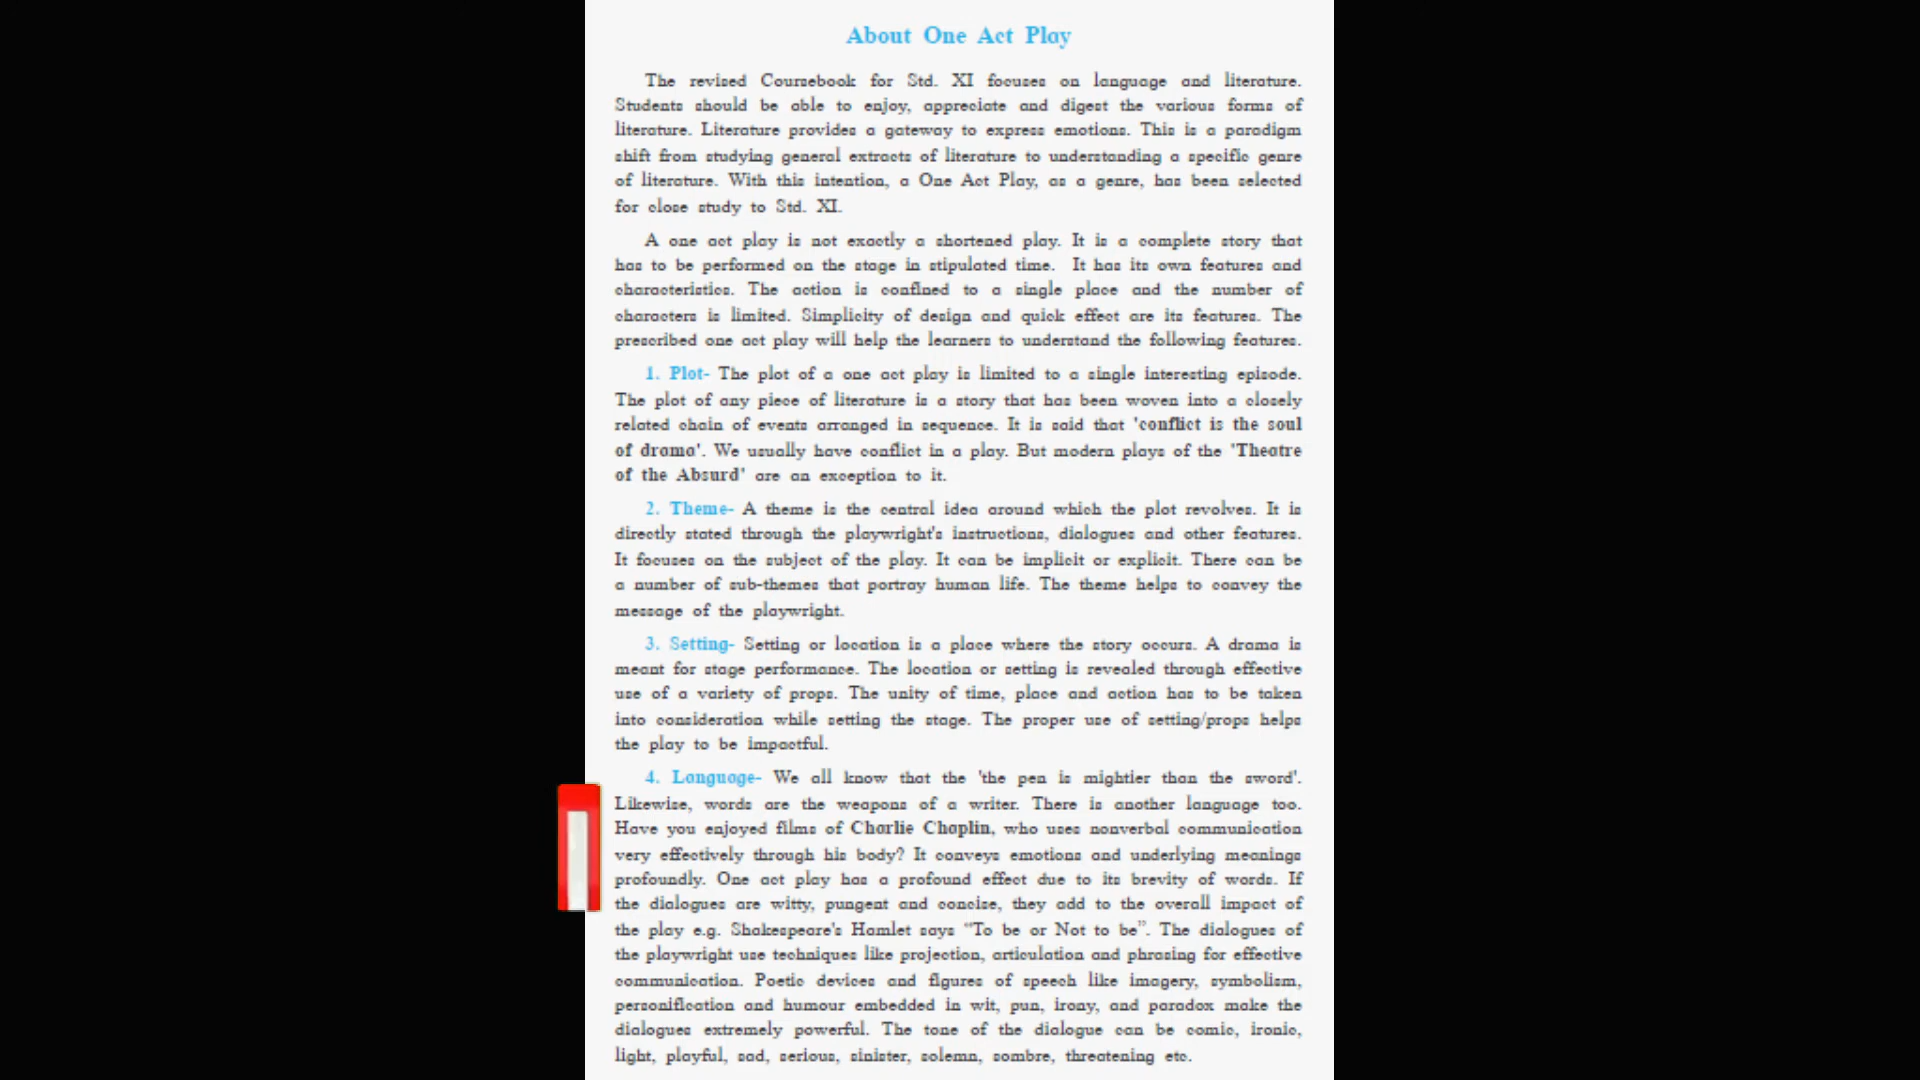 About One Act Play
The revised Coursebook for Std. XI focuses on language and literature.
Students should be able to enjoy, appreciate and digest the various forms of
literature. Literature provides a gateway to express emotions. This is a paradigm
shift from studying general extracts of literature to understanding a specific genre
of literature. With this intention, a One Act Play, as a genre, has been selected
for close study to Std. XI.
A one act play is not exactly a shortened play. It is a complete story that
has to be performed on the stage in stipulated time. It has its own features and
characteristics. The action is confined to a single place and the number of
characters is limited. Simplicity of design and quick effect are its features. The
prescribed one act play will help the learners to understand the following features.
1. Plot- The plot of a one act play is limited to a single interesting episode.
The plot of any piece of literature is a story that has been woven into a closely
related chain of events arranged in sequence. It is said that 'conflict is the soul
of drama'. We usually have conflict in a play. But modern plays of the 'Theatre
of the Absurd' are an exception to it.
2. Theme- A theme is the central idea around which the plot revolves. It is
directly stated through the playwright's instructions, dialogues and other features.
It focuses on the subject of the play. It can be implicit or explicit. There can be
a number of sub-themes that portray human life. The theme helps to convey the
message of the playwright.
3. Setting- Setting or location is a place where the story occurs. A drama is
meant for stage performance. The location or setting is revealed through effective
use of a variety of props. The unity of time, place and action has to be taken
into consideration while setting the stage. The proper use of setting/props helps
the play to be impactful.
4. Language- We all know that the 'the pen is mightier than the sword'.
Likewise, words are the weapons of a writer. There is another language too.
Have you enjoyed films of Charlie Chaplin, who uses nonverbal communication
very effectively through his body? It conveys emotions and underlying meanings
profoundly. One act play has a profound effect due to its brevity of words. If
the dialogues are witty, pungent and concise, they add to the overall impact of
the play e.g. Shakespeare's Hamlet says “To be or Not to be”. The dialogues of
the playwright use techniques like projection, articulation and phrasing for effective
communication. Poetic devices and figures of speech like imagery, symbolism,
personification and humour embedded in wit, pun, irony, and paradox make the
dialogues extremely powerful. The tone of the dialogue can be comic, ironic,
light, playful, sad, serious, sinister, solemn, sombre, threatening etc.